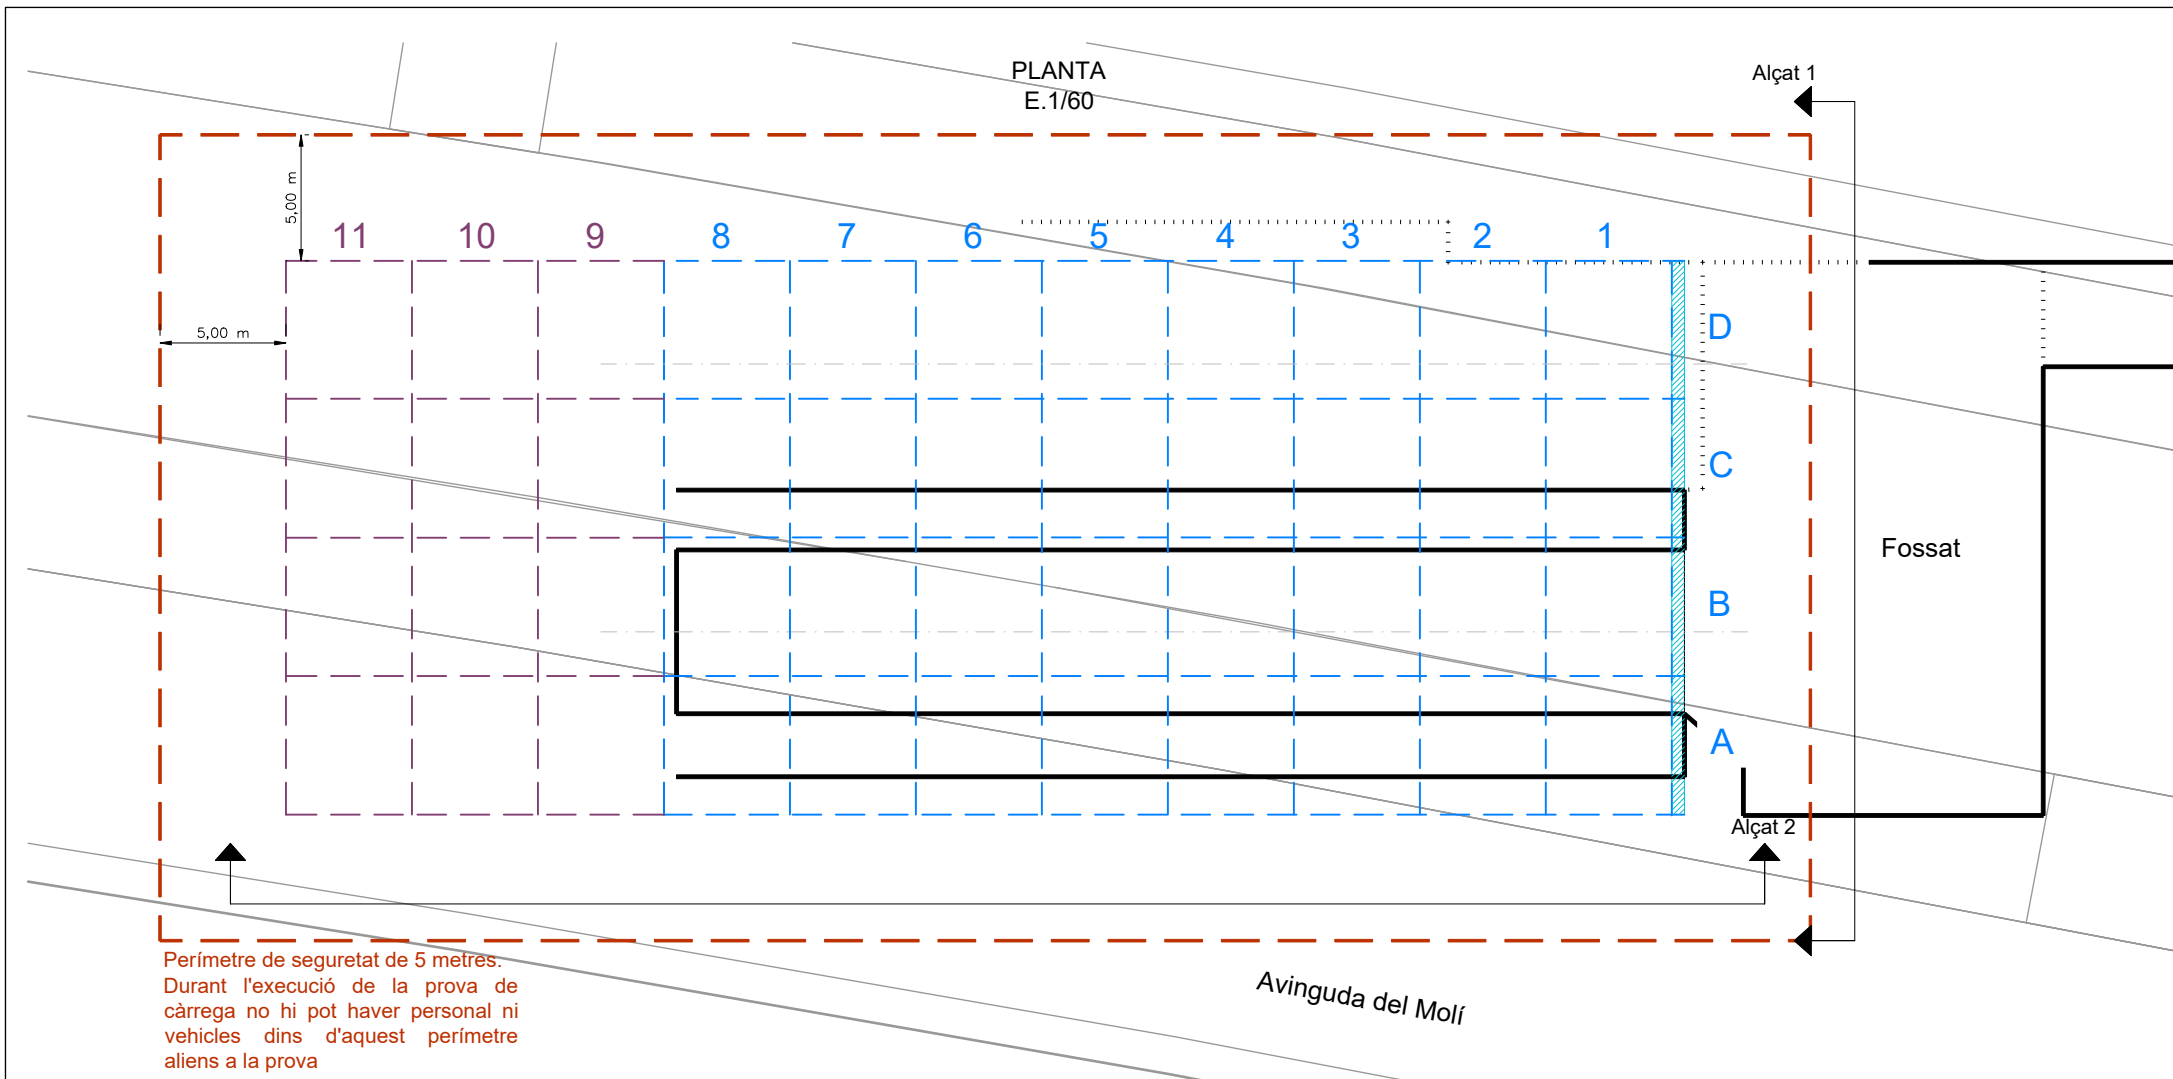 PLANTA
E.1/60
Alçat 1
5,00 m
11 10 9 8 7 6 5 4 3 2 1
5,00 m
D
C
Fossat
B
A
Alçat 2
Perímetre de seguretat de 5 metres.
Durant l'execució de la prova de
càrrega no hi pot haver personal ni
vehicles dins d'aquest perímetre
aliens a la prova
Avinguda del Molí